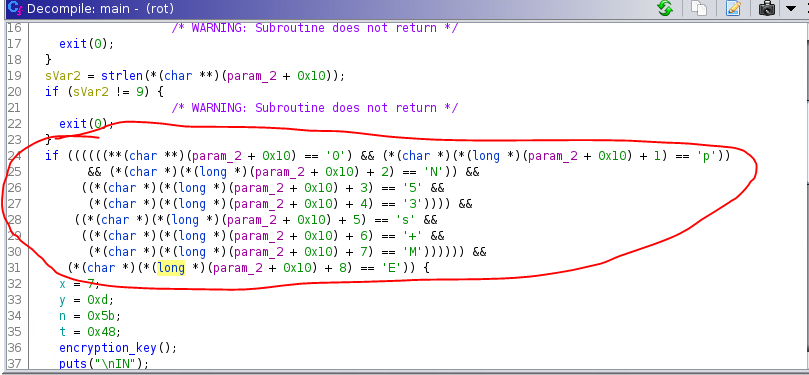 Decompile: main - (rot)
16 /* WARNING: Subroutine does not return */
17 exit(0);
18 }
19 sVar2 = strlen(*(char **)(param_2 + 0x10));
20 if (sVar2 != 9) {
21 /* WARNING: Subroutine does not return */
22 exit(0);
23 }
24 if ((((((**(char **)(param_2 + 0x10) == '0') && (*(char *)(*(long *)(param_2 + 0x10) + 1) == 'p'))
25 && (*(char *)(*(long *)(param_2 + 0x10) + 2) == 'N')) &&
26 ((*(char *)(*(long *)(param_2 + 0x10) + 3) == '5' &&
27 (*(char *)(*(long *)(param_2 + 0x10) + 4) == '3')))) &&
28 ((*(char *)(*(long *)(param_2 + 0x10) + 5) == 's' &&
29 ((*(char *)(*(long *)(param_2 + 0x10) + 6) == '+' &&
30 (*(char *)(*(long *)(param_2 + 0x10) + 7) == 'M')))))) &&
31 (*(char *)(*(long *)(param_2 + 0x10) + 8) == 'E')) {
32 x = 7;
33 y = 0xd;
34 n = 0x5b;
35 t = 0x48;
36 encryption_key();
37 puts("\nIN");